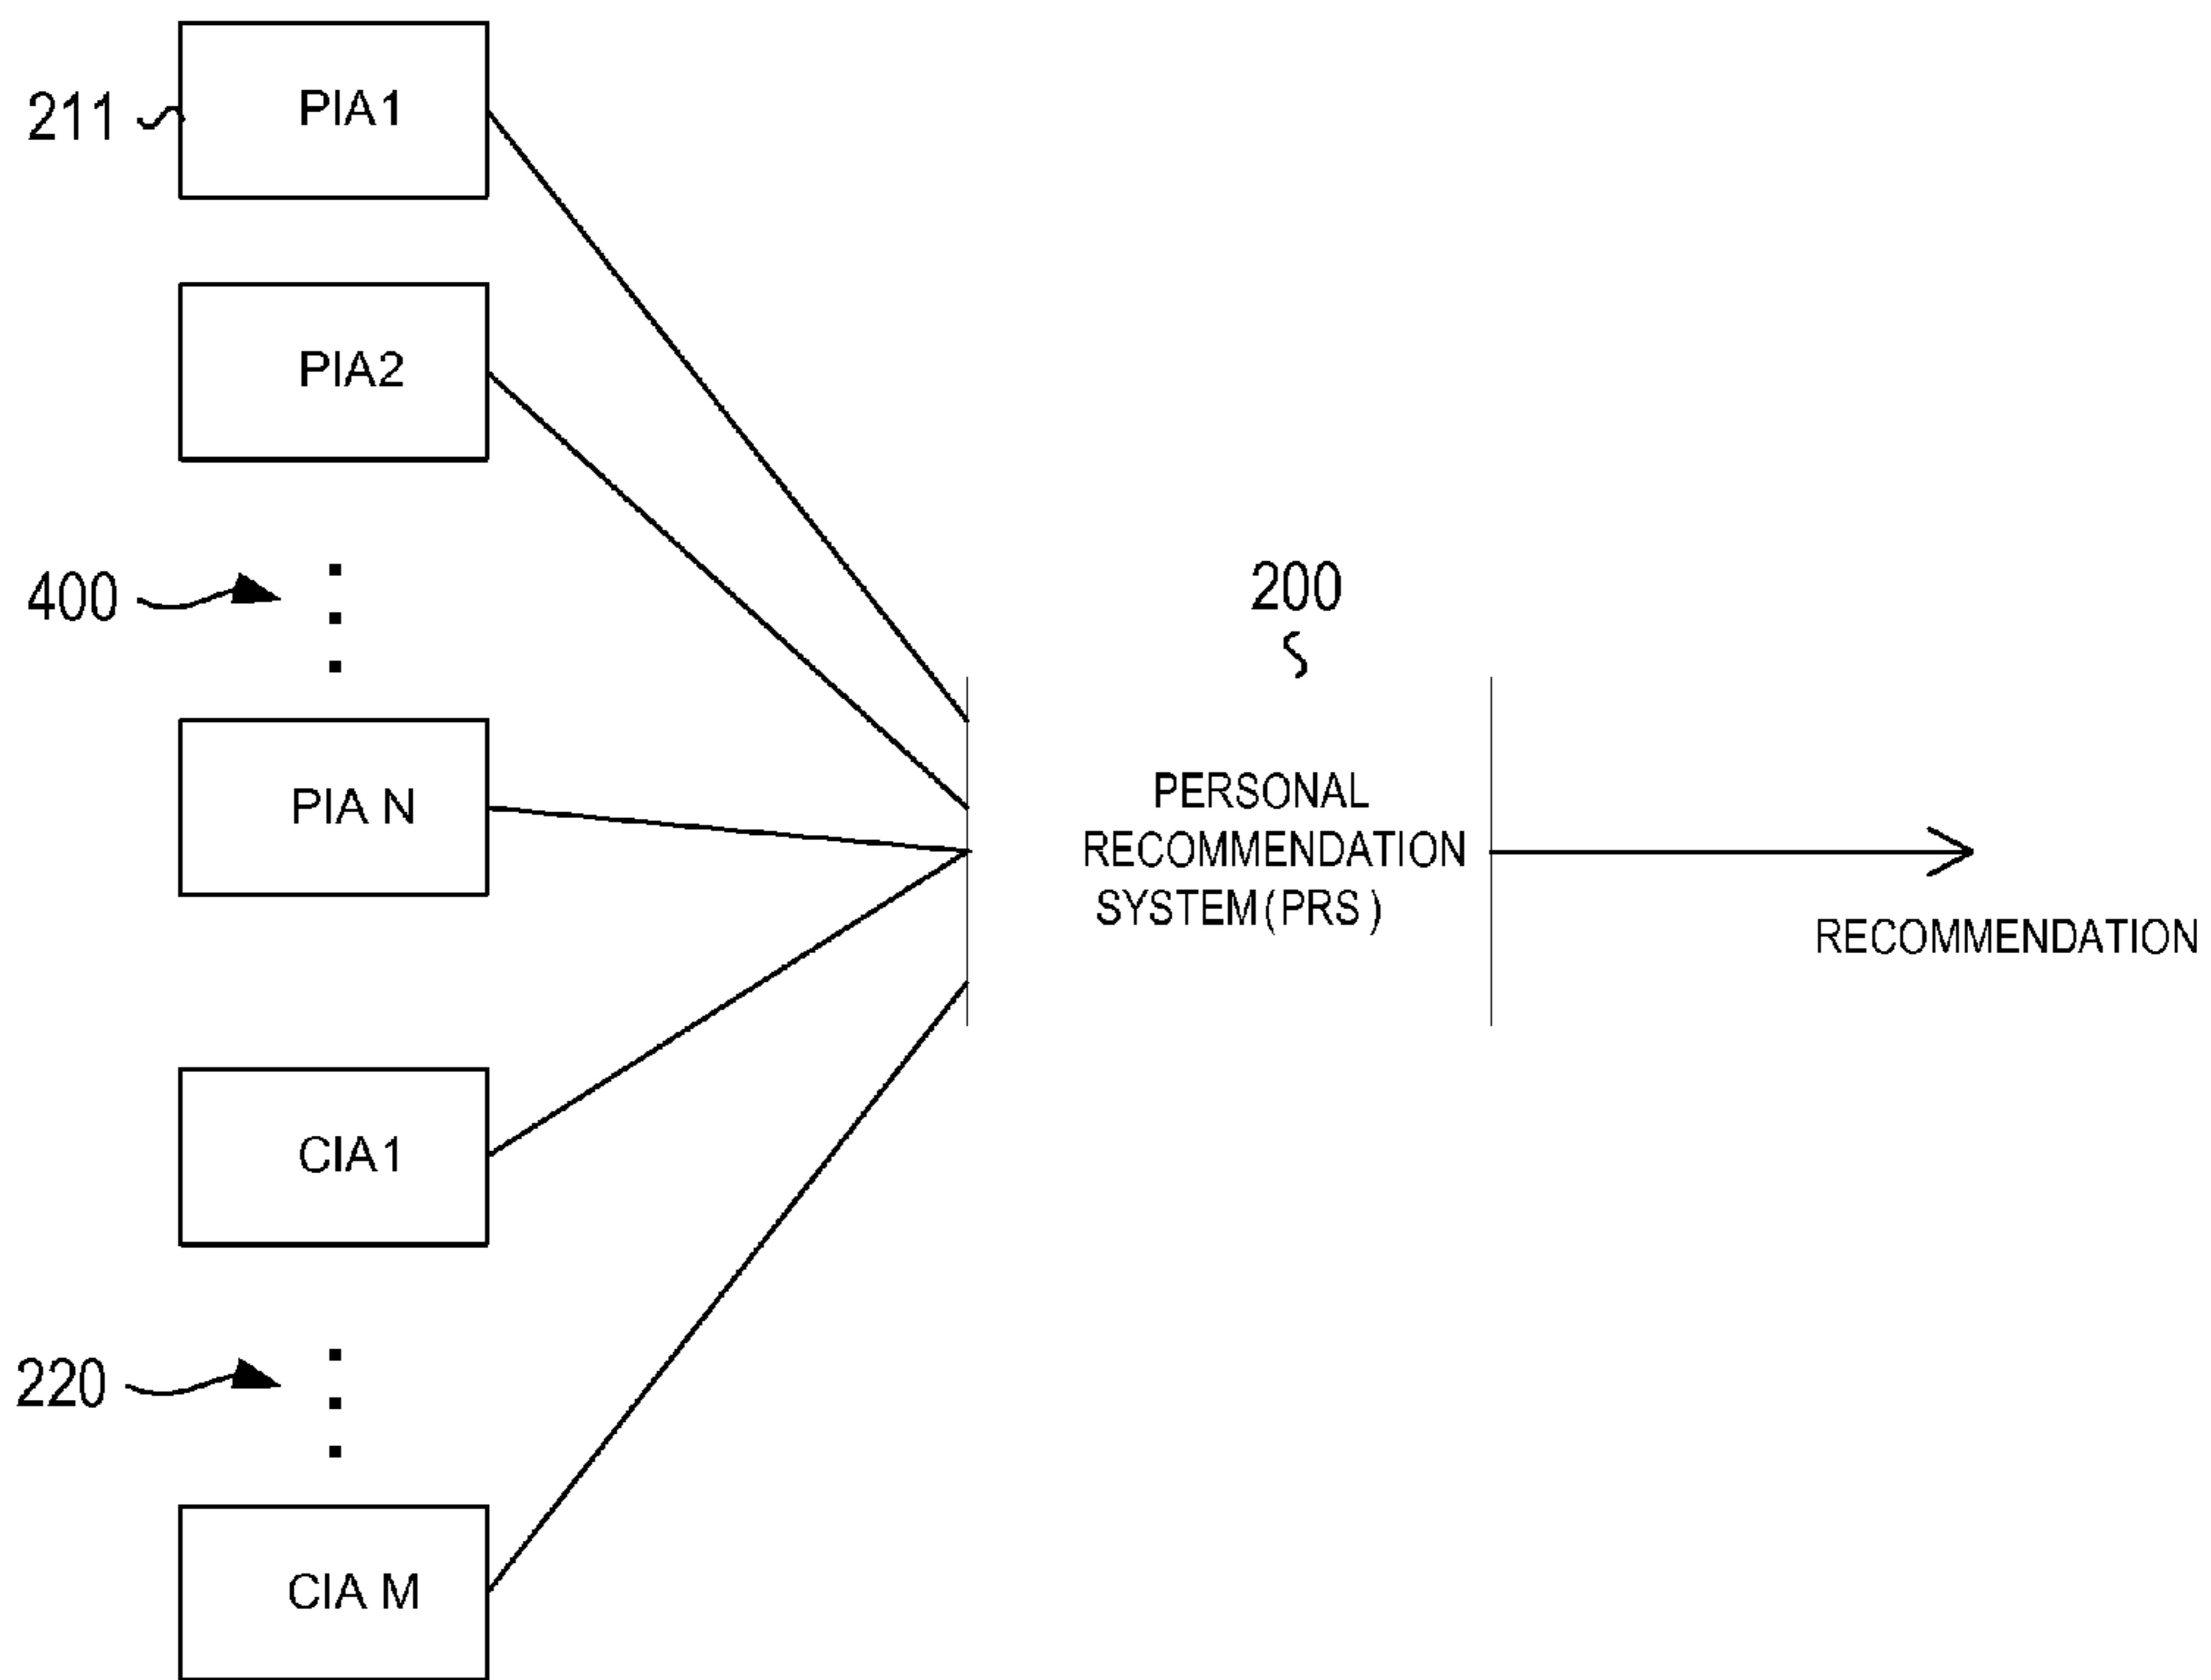 211
PIA1
PIA2
400
PIA N
200
PERSONAL
RECOMMENDATION
SYSTEM(PRS)
RECOMMENDATION
CIA1
220
CIA M